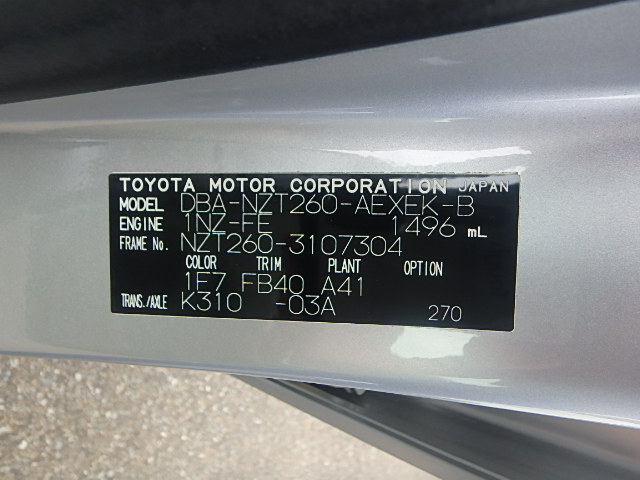 TOYOTA MOTOR CORPORATION JAPAN
MODEL DBA-NZT260-AEXEK-B
ENGINE 1NZ-FE 1496 mL
FRAME No. NZT260-3107304
COLOR TRIM PLANT OPTION
1E7 FB40 A41
TRANS./AXLE K310 -03A
270